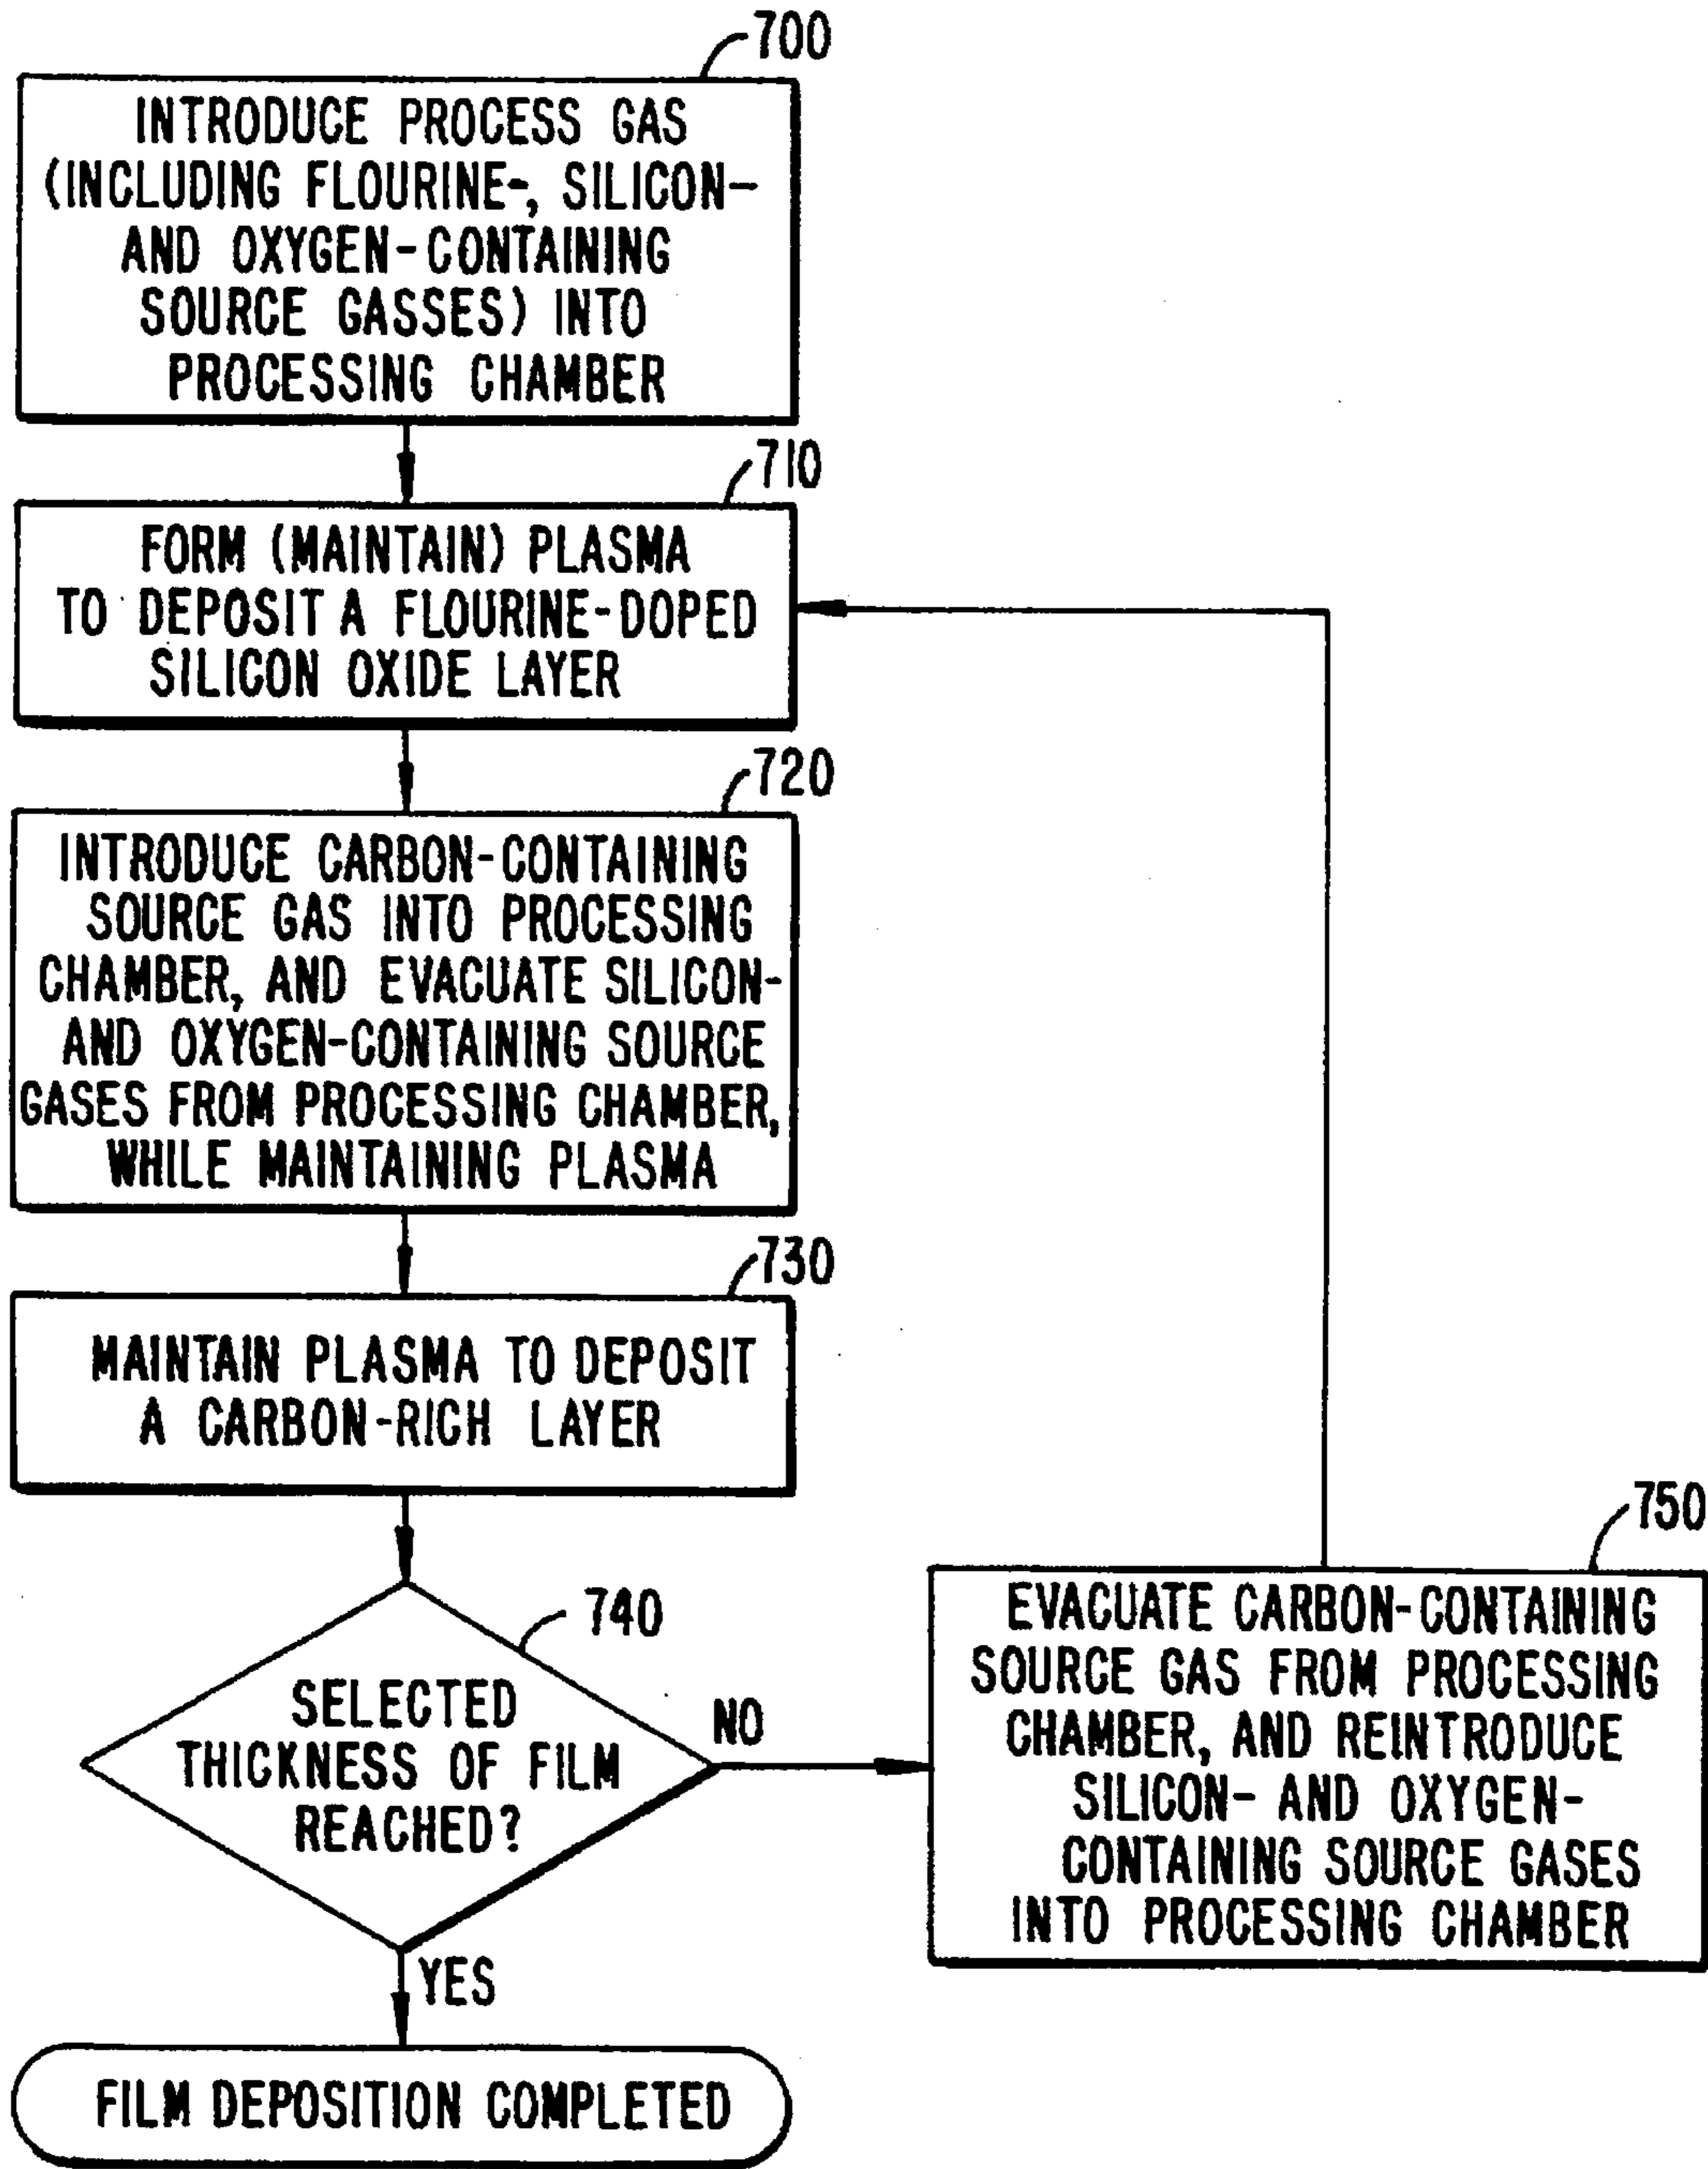 700
INTRODUCE PROCESS GAS
(INCLUDING FLOURINE-, SILICON-
AND OXYGEN-CONTAINING
SOURCE GASSES) INTO
PROCESSING CHAMBER
710
FORM (MAINTAIN) PLASMA
TO DEPOSIT A FLOURINE-DOPED
SILICON OXIDE LAYER
720
INTRODUCE CARBON-CONTAINING
SOURCE GAS INTO PROCESSING
CHAMBER, AND EVACUATE SILICON-
AND OXYGEN-CONTAINING SOURCE
GASES FROM PROCESSING CHAMBER,
WHILE MAINTAINING PLASMA
730
MAINTAIN PLASMA TO DEPOSIT
A CARBON-RICH LAYER
740
SELECTED
THICKNESS OF FILM
REACHED?
NO
750
EVACUATE CARBON-CONTAINING
SOURCE GAS FROM PROCESSING
CHAMBER, AND REINTRODUCE
SILICON- AND OXYGEN-
CONTAINING SOURCE GASES
INTO PROCESSING CHAMBER
YES
FILM DEPOSITION COMPLETED